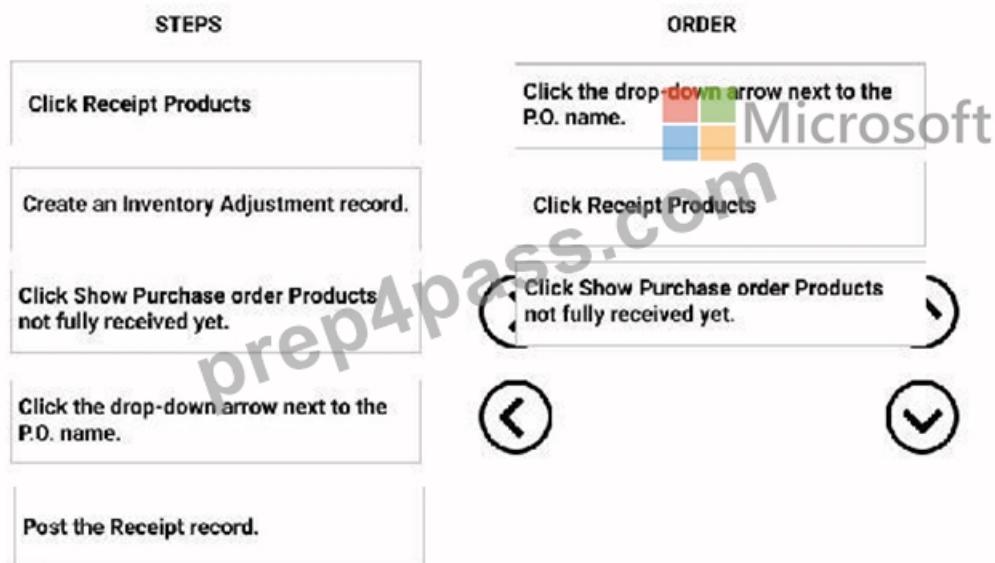 STEPS
Click Receipt Products
Create an Inventory Adjustment record.
Click Show Purchase order Products
not fully received yet.
Click the drop-down arrow next to the
P.O. name.
Post the Receipt record.
ORDER
Click the drop-down arrow next to the
P.O. name.
Click Receipt Products
Click Show Purchase order Products
not fully received yet.
Microsoft
prep4pass.com